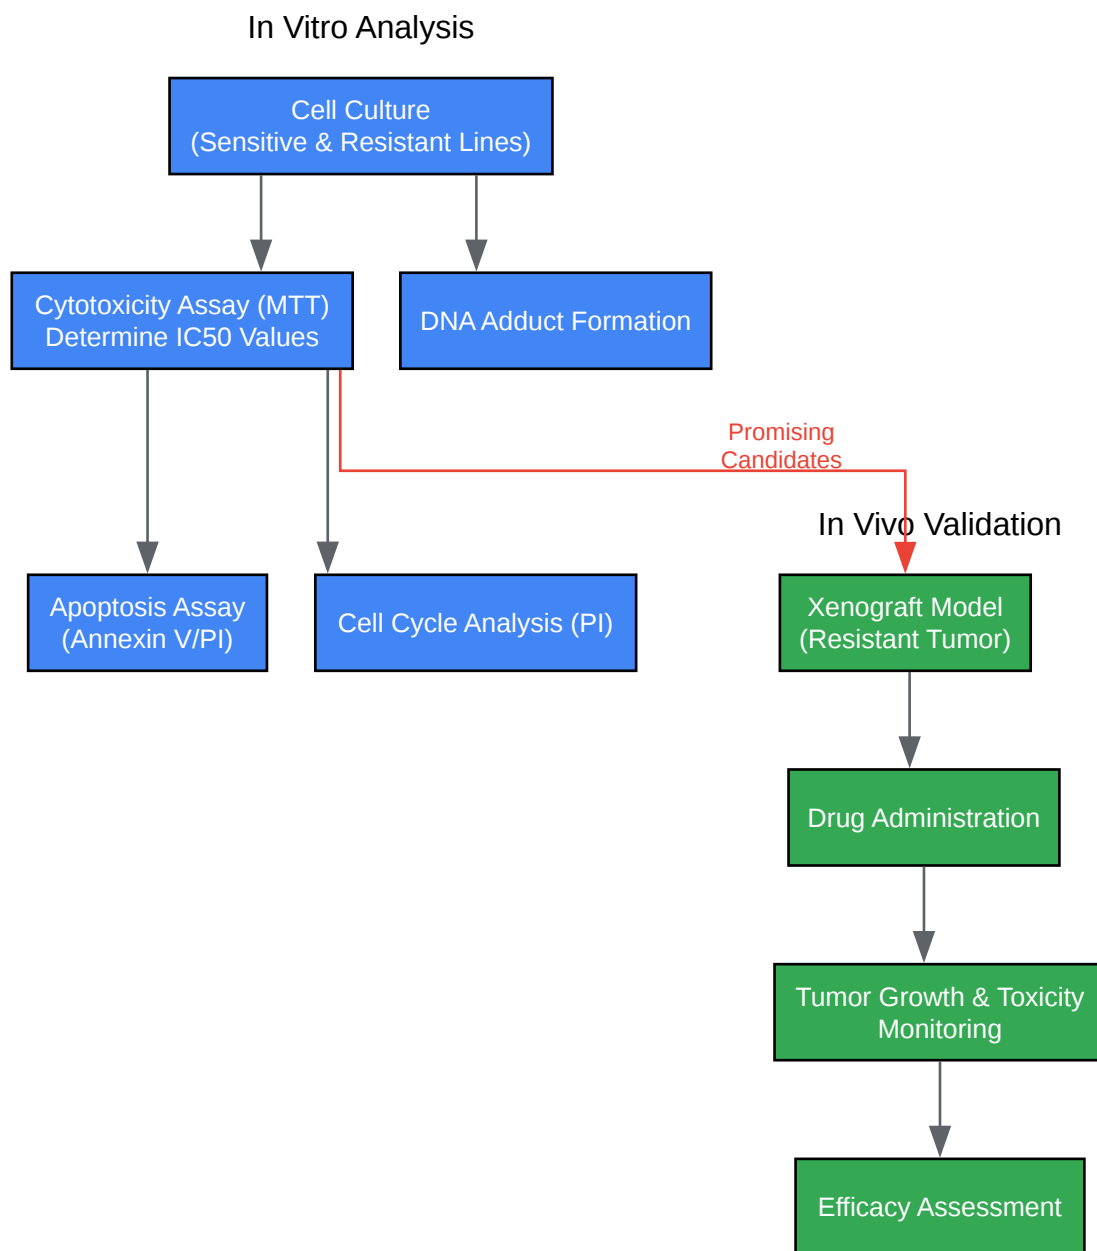 In Vitro Analysis
Cell Culture
(Sensitive & Resistant Lines)
Cytotoxicity Assay (MTT)
Determine IC50 Values
DNA Adduct Formation
Promising
Candidates
In Vivo Validation
Apoptosis Assay
(Annexin V/PI)
Cell Cycle Analysis (PI)
Xenograft Model
(Resistant Tumor)
Drug Administration
Tumor Growth & Toxicity
Monitoring
Efficacy Assessment